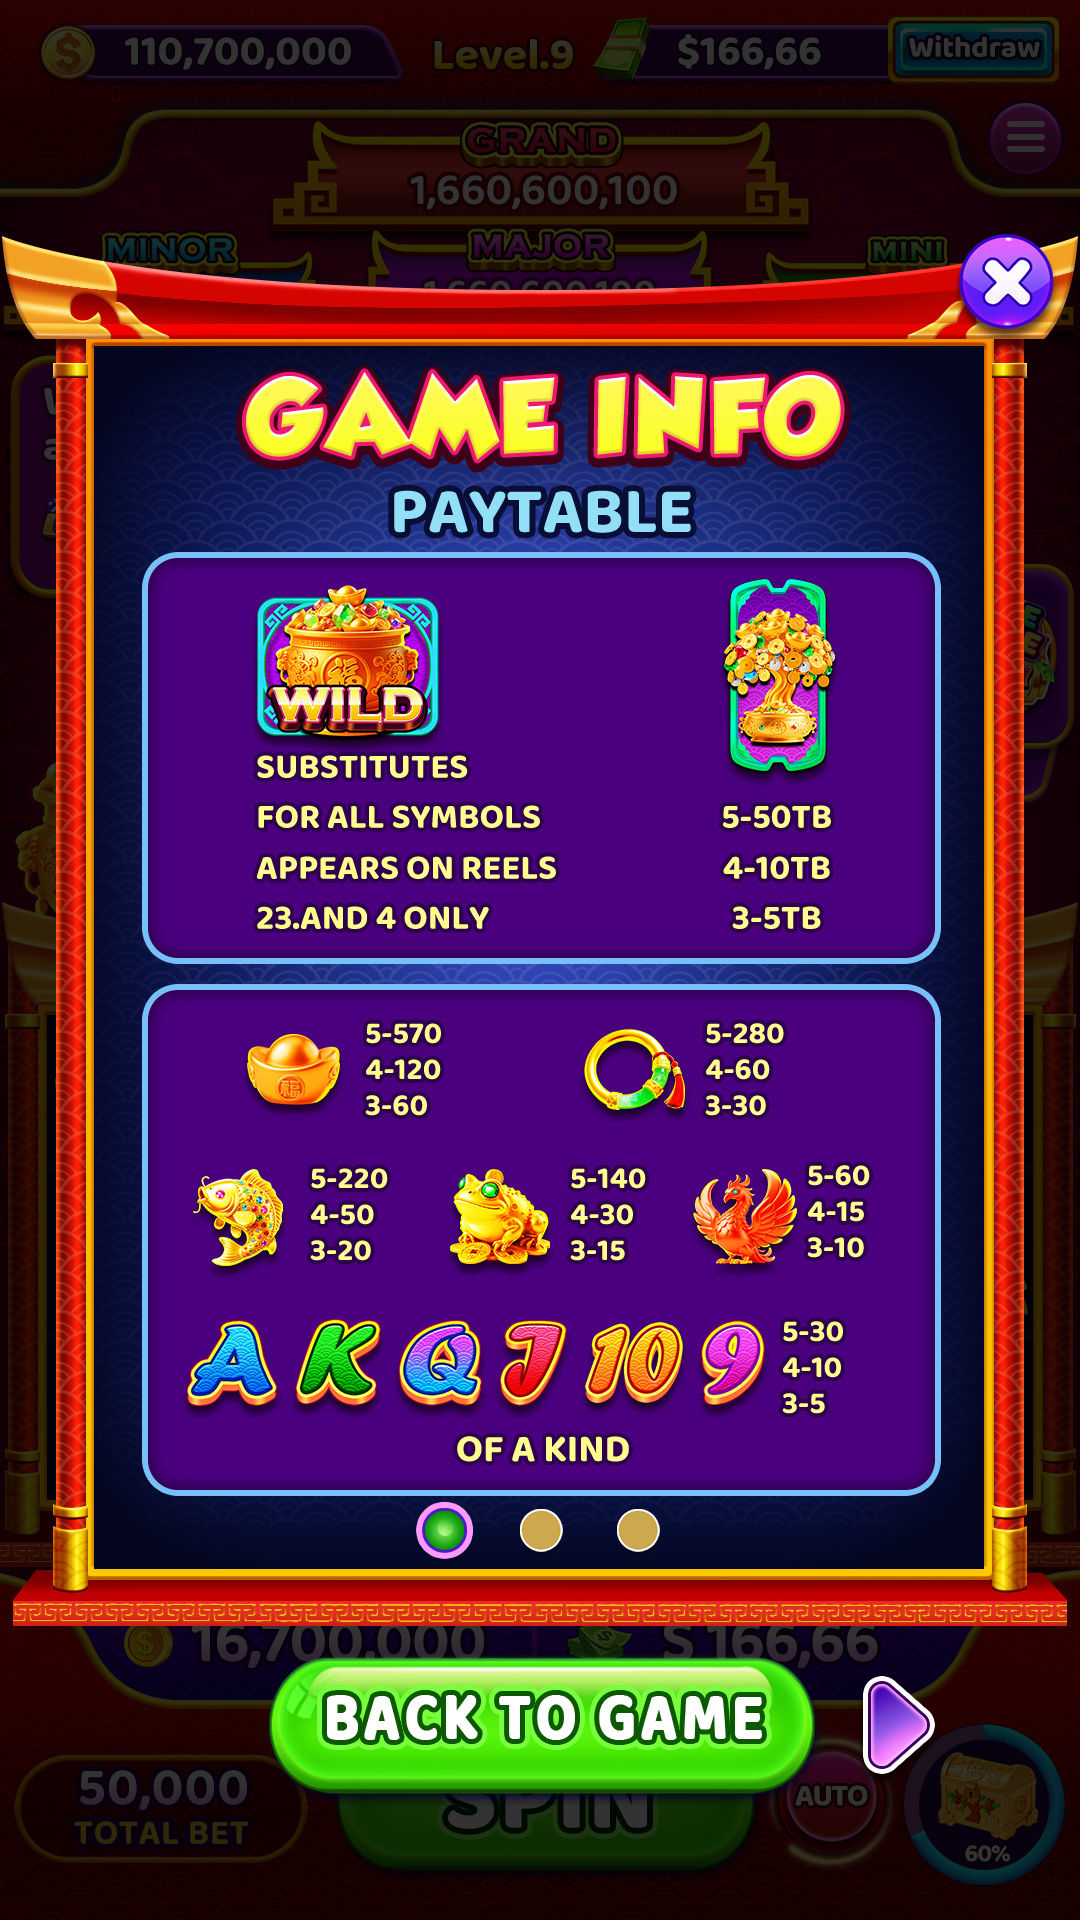 110,700,000
Level.9
$166,66
Withdraw
GRAND
1,660,600,100
MINOR
MAJOR
MINI
GAME INFO
PAYTABLE
福
WILD
SUBSTITUTES
FOR ALL SYMBOLS
APPEARS ON REELS
23.AND 4 ONLY
5-50TB
4-10TB
3-5TB
福
5-570
4-120
3-60
5-280
4-60
3-30
5-220
4-50
3-20
5-140
4-30
3-15
5-60
4-15
3-10
A K Q J 10 9
5-30
4-10
3-5
OF A KIND
16,700,000
$ 166,66
BACK TO GAME
50,000
TOTAL BET
SPIN
AUTO
60%